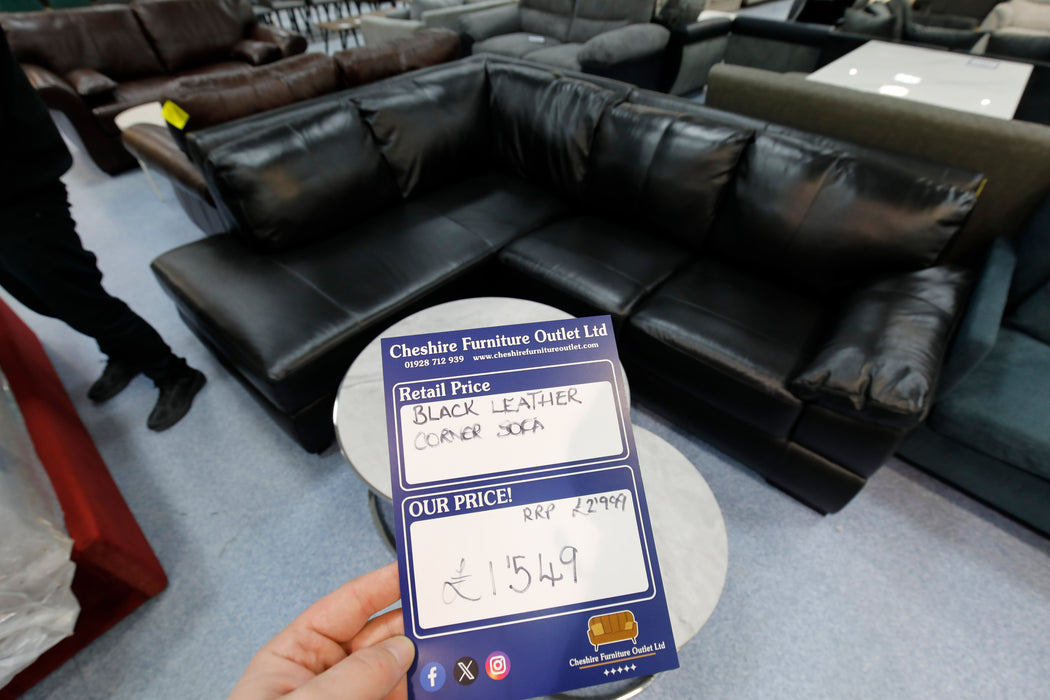 Cheshire Furniture Outlet Ltd
01928 712 939 www.cheshirefurnitureoutlet.com
Retail Price
BLACK LEATHER
CORNER SOFA
OUR PRICE!
RRP £2'999
£1'549
Cheshire Furniture Outlet Ltd